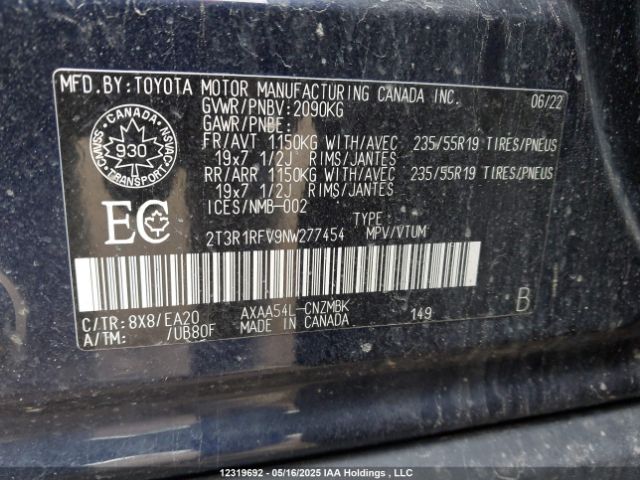 MFD.BY:TOYOTA MOTOR MANUFACTURING CANADA INC. 06/22
GVWR/PNBV:2090KG
GAWR/PNBE:
FR/AVT 1150KG WITH/AVEC 235/55R19 TIRES/PNEUS
19x7 1/2J RIMS/JANTES
RR/ARR 1150KG WITH/AVEC 235/55R19 TIRES/PNEUS
19x7 1/2J RIMS/JANTES
ICES/NMB-002
CMVSS NSVAC
930
TRANSPORT
EC
TYPE
2T3R1RFV9NW277454 MPV/VTUM
C/TR:8X8/EA20 AXAA54L-CNZMBK 149 B
A/TM: /UB80F MADE IN CANADA
12319692 - 05/16/2025 IAA Holdings, LLC